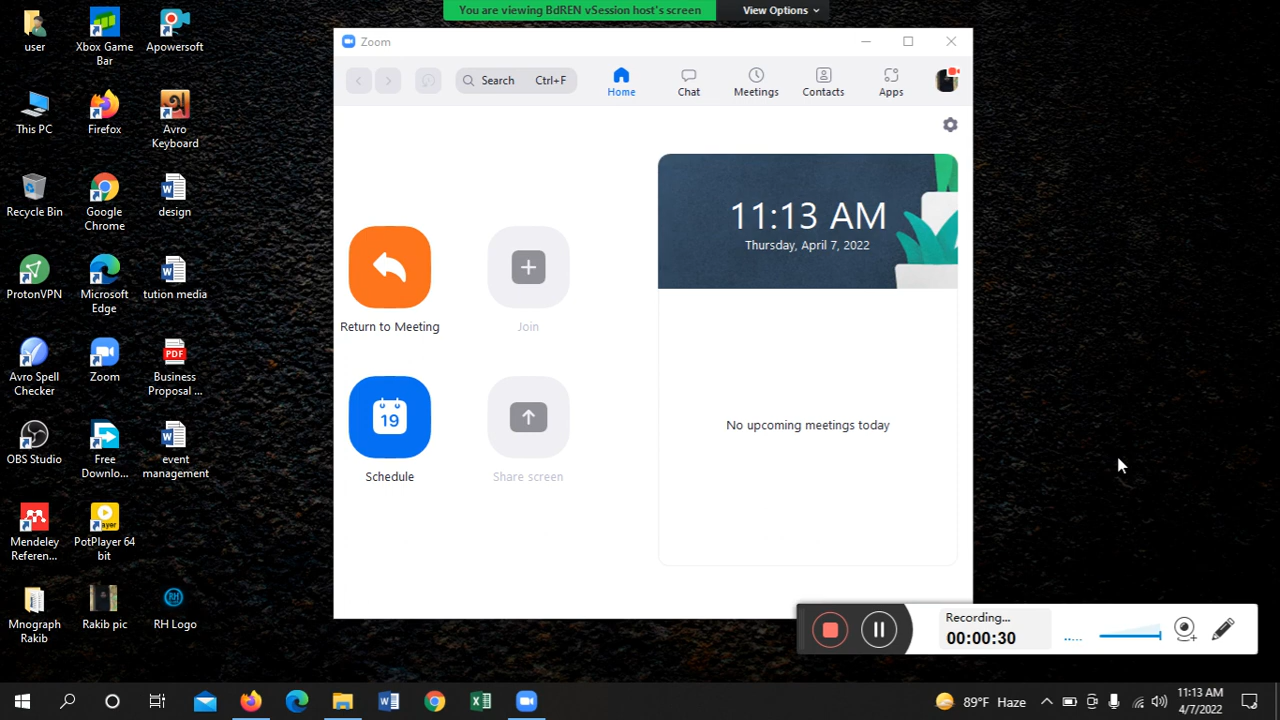 You are viewing BdREN vSession host's screen
View Options
user
Xbox Game
Bar
Apowersoft
This PC
Firefox
Avro
Keyboard
Recycle Bin
Google
Chrome
design
ProtonVPN
Microsoft
Edge
tution media
Avro Spell
Checker
Zoom
PDF
Business
Proposal ...
OBS Studio
Free
Downlo...
event
management
Mendeley
Referen...
Player
PotPlayer 64
bit
Mnograph
Rakib
Rakib pic
RH
RH Logo
Zoom
Search
Ctrl+F
Home
Chat
Meetings
Contacts
Apps
Return to Meeting
Join
19
Schedule
Share screen
11:13 AM
Thursday, April 7, 2022
No upcoming meetings today
Recording...
00:00:30
89°F Haze
11:13 AM
4/7/2022